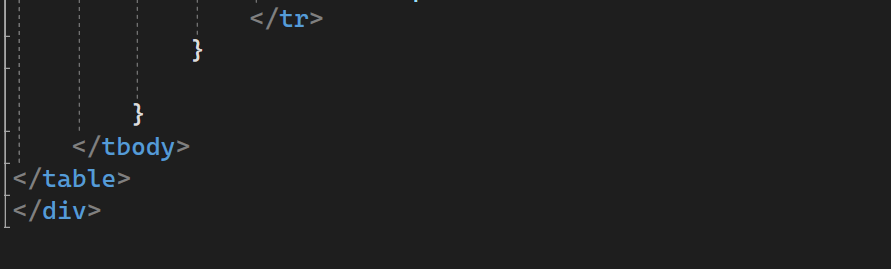 </tr>
}
}
</tbody>
</table>
</div>